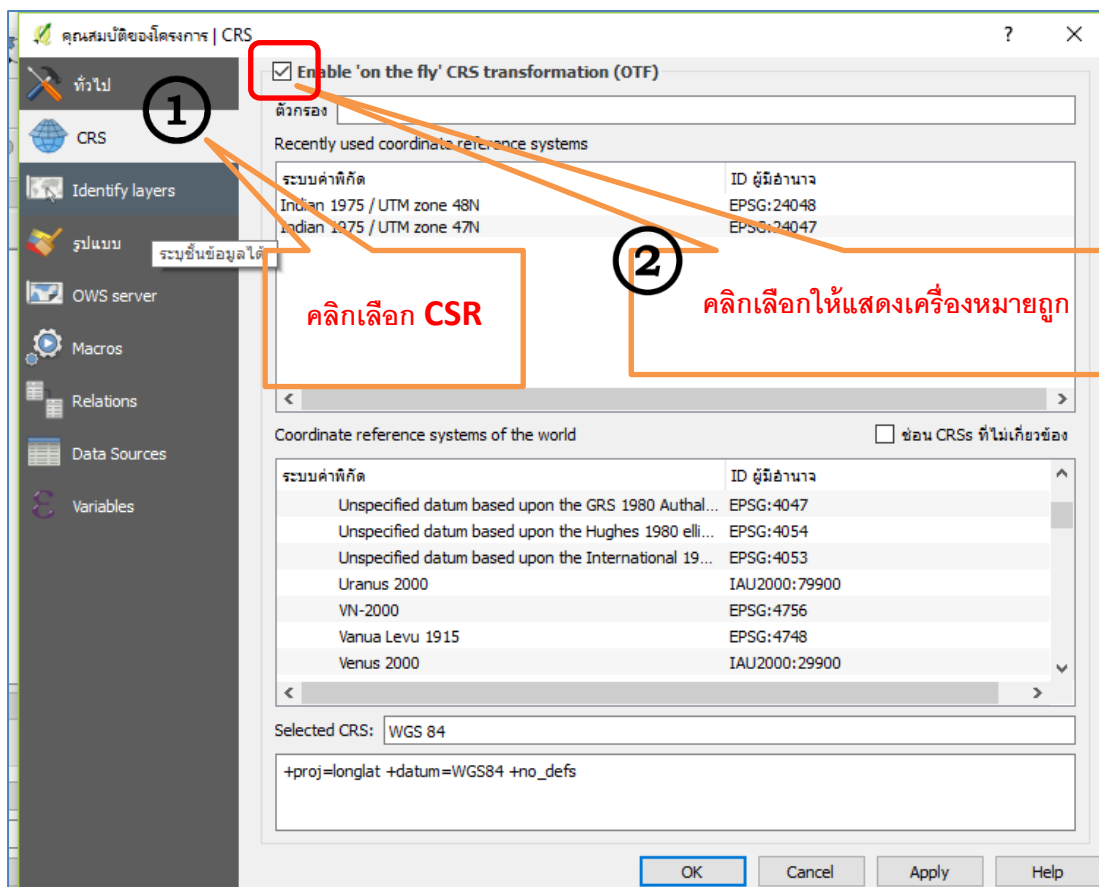 คุณสมบัติของโครงการ | CRS
?
ทั่วไป
CRS
Identify layers
รูปแบบ
ระบุชั้นข้อมูลได้
OWS server
Macros
Relations
Data Sources
Variables
1
Enable 'on the fly' CRS transformation (OTF)
ตัวกรอง
Recently used coordinate reference systems
ระบบค่าพิกัด ID ผู้มีอำนาจ
Indian 1975 / UTM zone 48N EPSG:24048
Indian 1975 / UTM zone 47N EPSG:24047
คลิกเลือก CSR
2
คลิกเลือกให้แสดงเครื่องหมายถูก
Coordinate reference systems of the world ซ่อน CRSs ที่ไม่เกี่ยวข้อง
ระบบค่าพิกัด ID ผู้มีอำนาจ
Unspecified datum based upon the GRS 1980 Authal... EPSG:4047
Unspecified datum based upon the Hughes 1980 elli... EPSG:4054
Unspecified datum based upon the International 19... EPSG:4053
Uranus 2000 IAU2000:79900
VN-2000 EPSG:4756
Vanua Levu 1915 EPSG:4748
Venus 2000 IAU2000:29900
Selected CRS: WGS 84
+proj=longlat +datum=WGS84 +no_defs
OK Cancel Apply Help